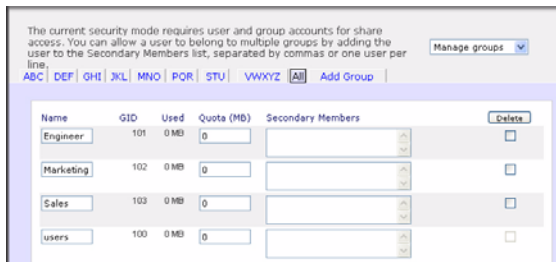 The current security mode requires user and group accounts for share
access. You can allow a user to belong to multiple groups by adding the
user to the Secondary Members list, separated by commas or one user per
line.
Manage groups
ABC DEF GHI JKL MNO PQR STU VWXYZ All Add Group
Name GID Used Quota (MB) Secondary Members Delete
Engineer 101 0 MB 0
Marketing 102 0 MB 0
Sales 103 0 MB 0
users 100 0 MB 0